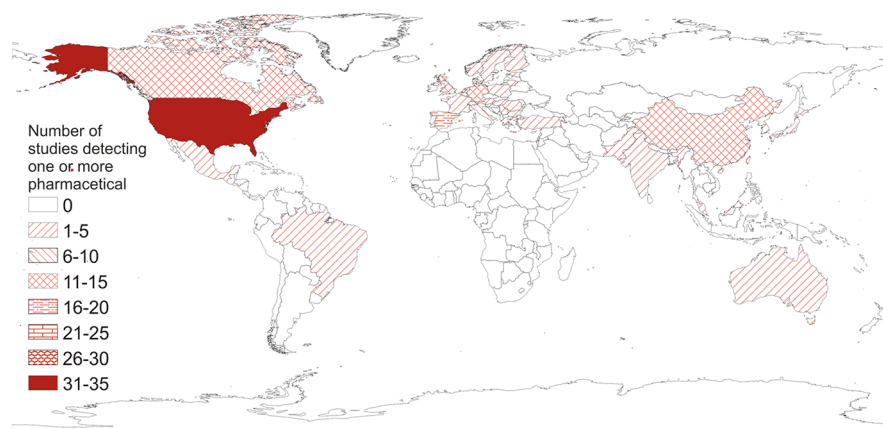 Number of
studies detecting
one or more
pharmacetical
0
1-5
6-10
11-15
16-20
21-25
26-30
31-35